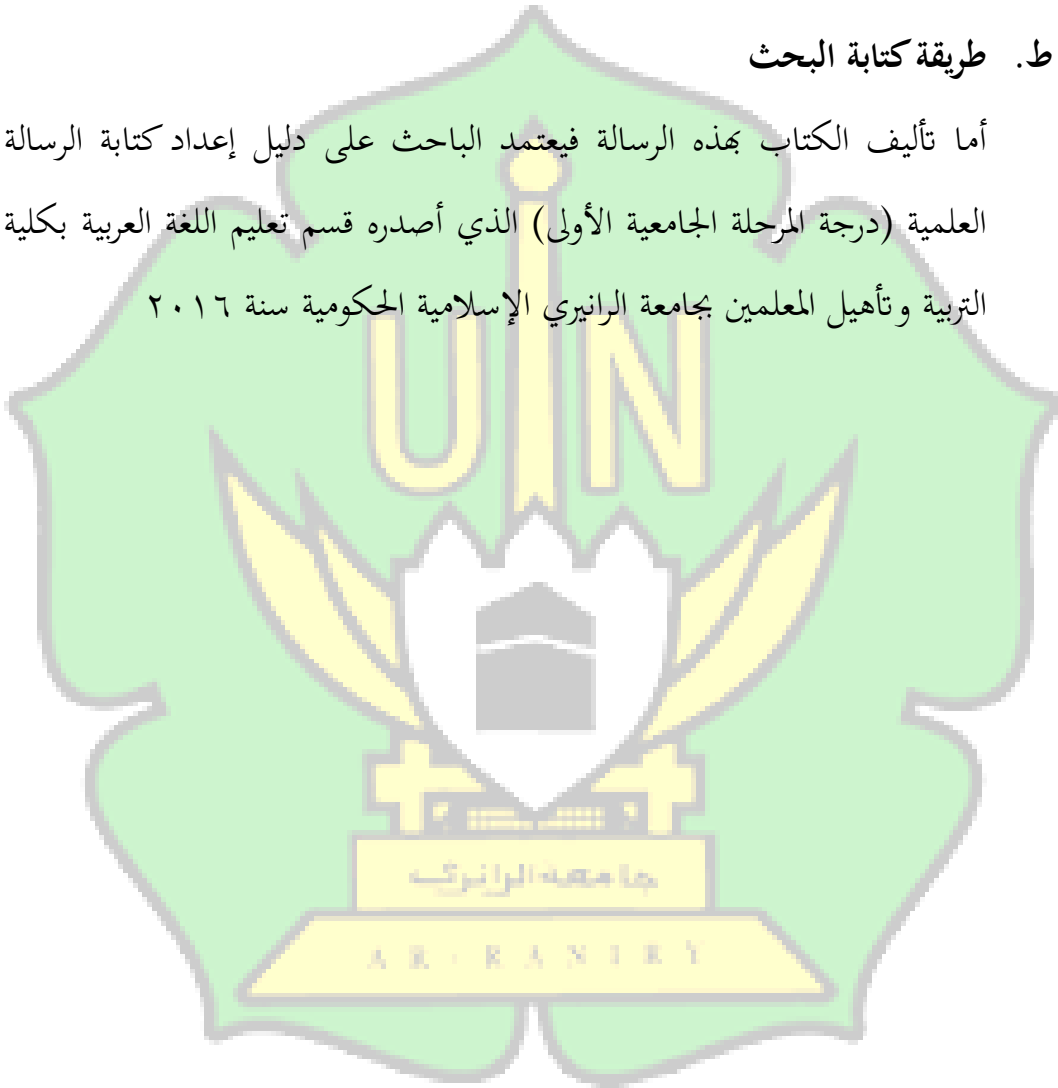 ط. طريقة كتابة البحث
أما تأليف الكتاب بهذه الرسالة فيعتمد الباحث على دليل إعداد كتابة الرسالة
العلمية (درجة المرحلة الجامعية الأولى) الذي أصدره قسم تعليم اللغة العربية بكلية
التربية وتأهيل المعلمين بجامعة الرانيري الإسلامية الحكومية سنة ٢٠١٦
UIN
جامعة الرانري
AR-RANIRY